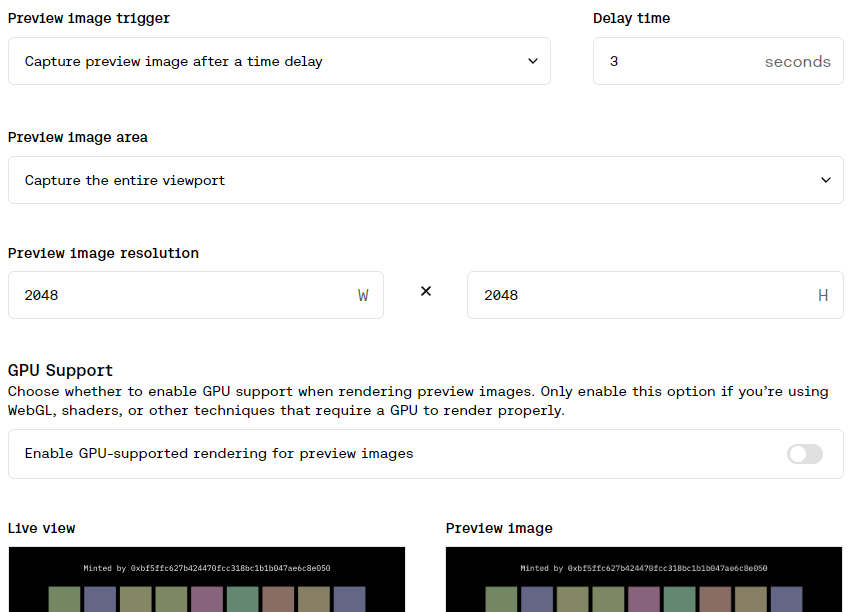 Preview image trigger
Delay time
Capture preview image after a time delay
3 seconds
Preview image area
Capture the entire viewport
Preview image resolution
2048 W × 2048 H
GPU Support
Choose whether to enable GPU support when rendering preview images. Only enable this option if you’re using
WebGL, shaders, or other techniques that require a GPU to render properly.
Enable GPU-supported rendering for preview images
Live view
Preview image
Minted by 0xbf5ffc627b424470fcc318bc1b1b047ae6c8e050
Minted by 0xbf5ffc627b424470fcc318bc1b1b047ae6c8e050